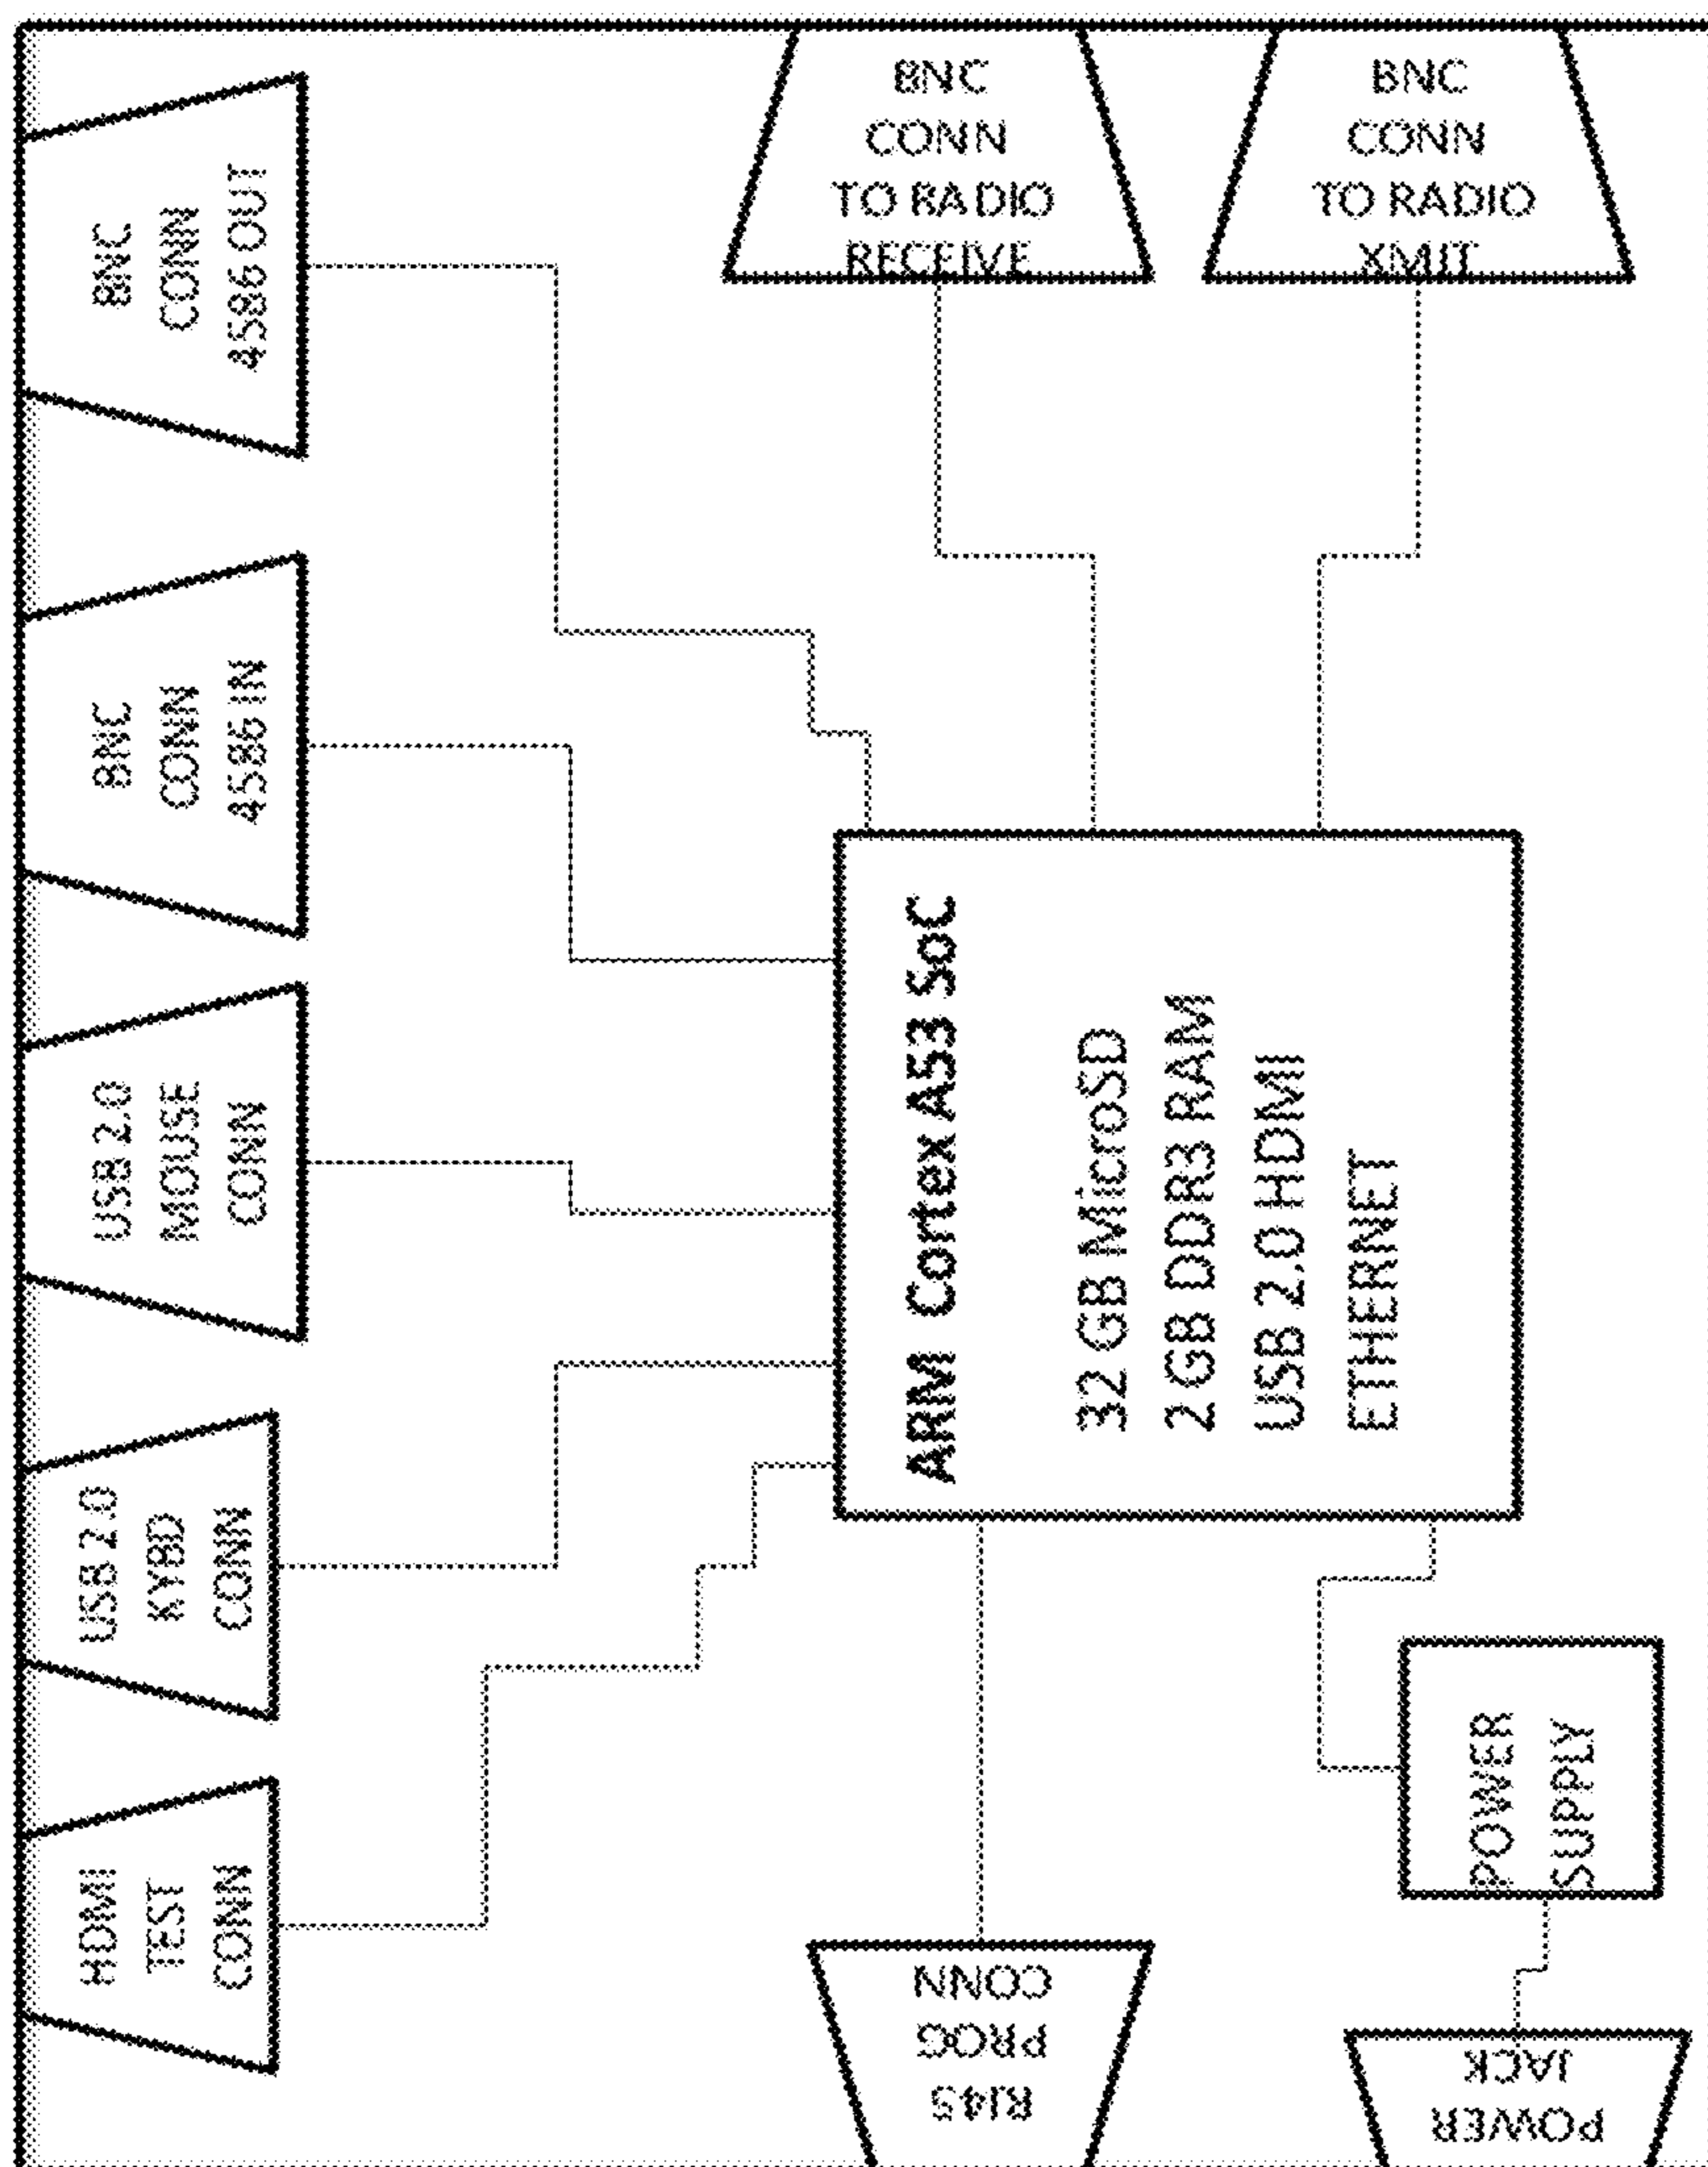 BNC
CONN
4586 OUT
BNC
CONN
4586 IN
USB 2.0
MOUSE
CONN
USB 2.0
KYBD
CONN
HDMI
TEST
CONN
BNC
CONN
TO RADIO
RECEIVE
BNC
CONN
TO RADIO
XMIT
ARM Cortex A53 SoC
32 GB MicroSD
2 GB DDR3 RAM
USB 2.0 HDMI
ETHERNET
POWER
SUPPLY
RJ45
PROG
CONN
POWER
JACK